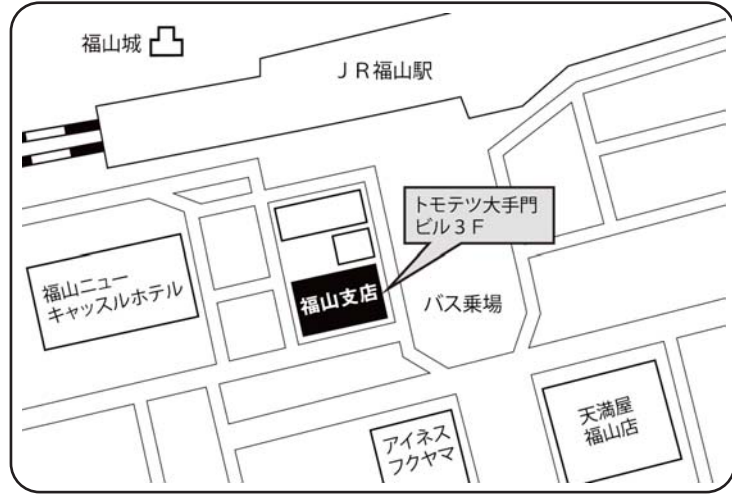 福山城
ＪＲ福山駅
トモテツ大手門
ビル３Ｆ
福山ニュー
キャッスルホテル
福山支店
バス乗場
天満屋
福山店
アイネス
フクヤマ